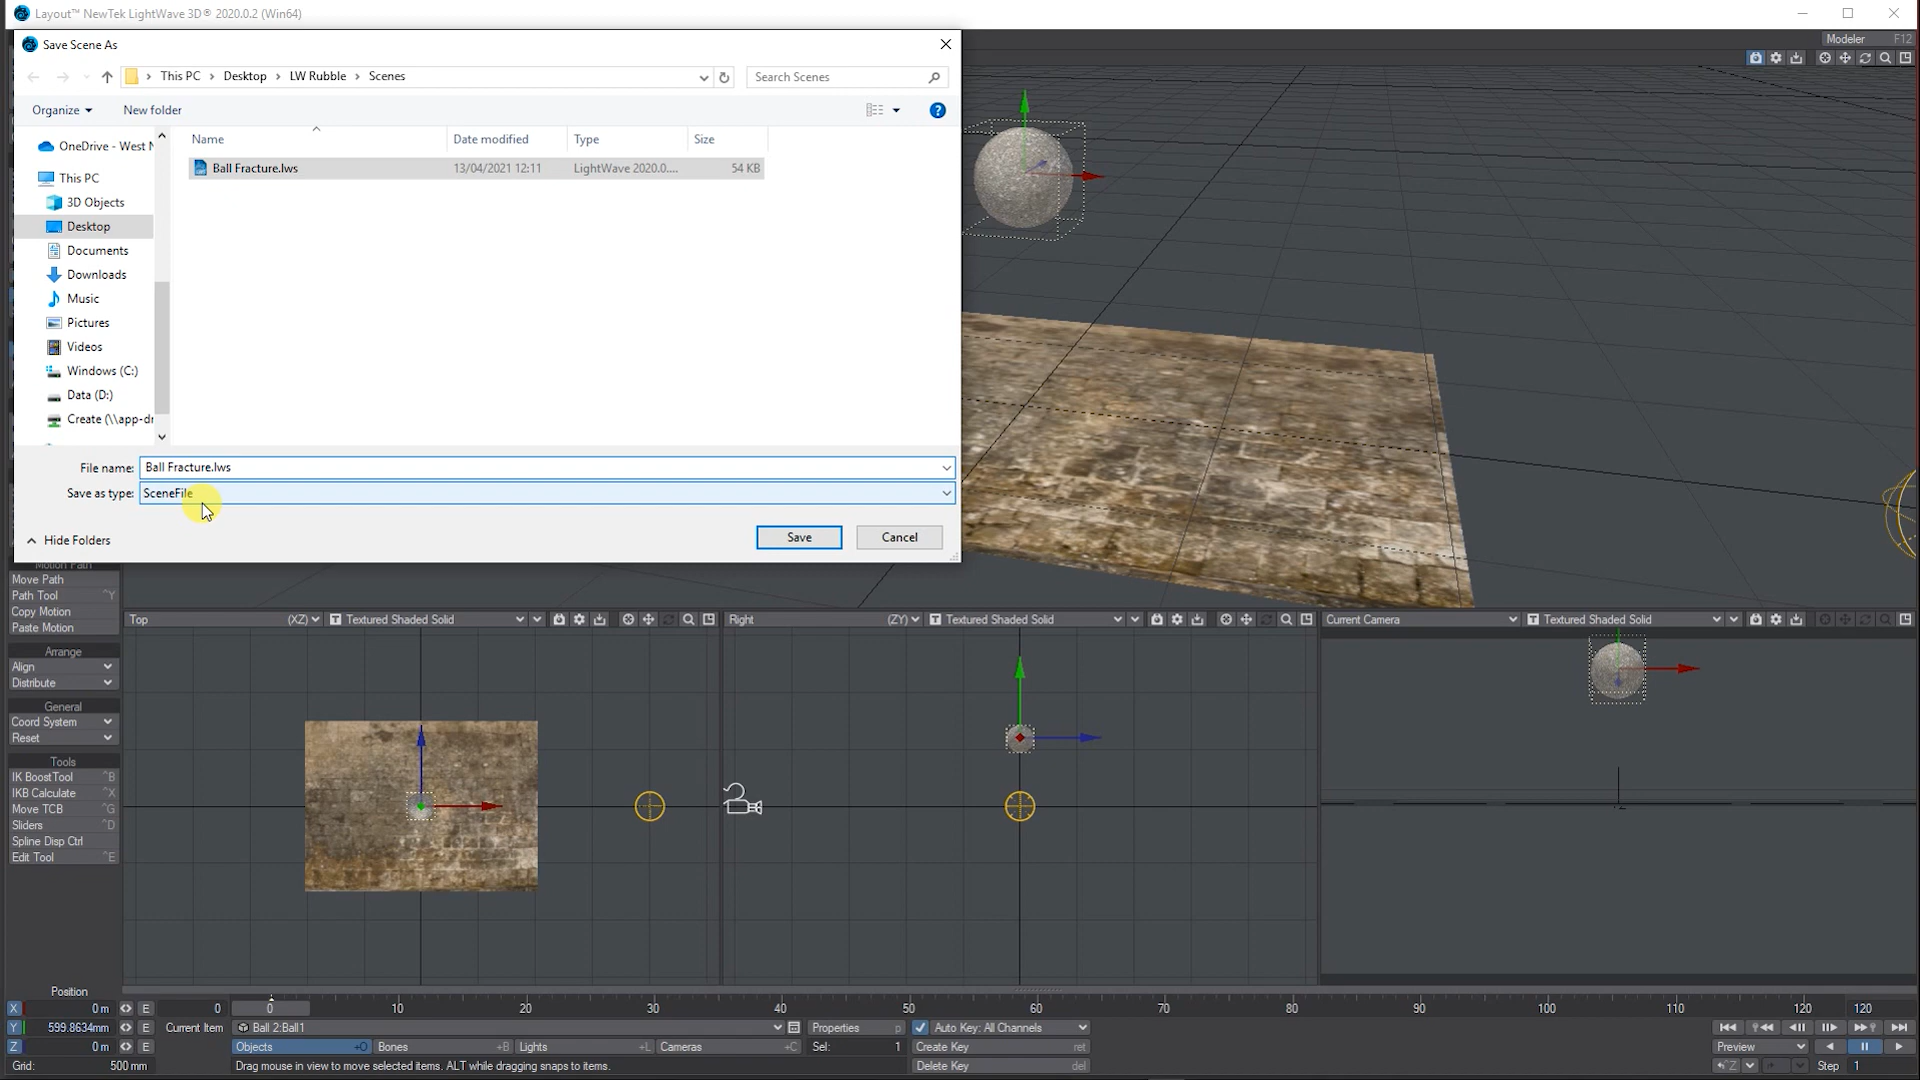 Layout™ NewTek LightWave 3D® 2020.0.2 (Win64)
Save Scene As
Modeler F12
This PC > Desktop > LW Rubble > Scenes
Search Scenes
Organize
New folder
Name
Date modified
Type
Size
Ball Fracture.lws
13/04/2021 12:11
LightWave 2020.0....
54 KB
OneDrive - West N
This PC
3D Objects
Desktop
Documents
Downloads
Music
Pictures
Videos
Windows (C:)
Data (D:)
Create (\\app-dr
File name: Ball Fracture.lws
Save as type: SceneFile
Hide Folders
Save
Cancel
Motion Path
Move Path
Path Tool ^Y
Copy Motion
Paste Motion
Arrange
Align
Distribute
General
Coord System
Reset
Tools
IK BoostTool ^B
IKB Calculate ^X
Move TCB ^G
Sliders ^D
Spline Disp Ctrl
Edit Tool ^E
Top (XZ) Textured Shaded Solid
Right (ZY) Textured Shaded Solid
Current Camera Textured Shaded Solid
Position
X 0 m E 0
0 10 20 30 40 50 60 70 80 90 100 110 120 120
Y 599.8634mm E Current Item Ball 2:Ball1 Properties p Auto Key: All Channels
Z 0 m E Objects +O Bones +B Lights +L Cameras +C Sel: 1 Create Key ret Preview
Grid: 500 mm Drag mouse in view to move selected items. ALT while dragging snaps to items. Delete Key del ^Z Step 1